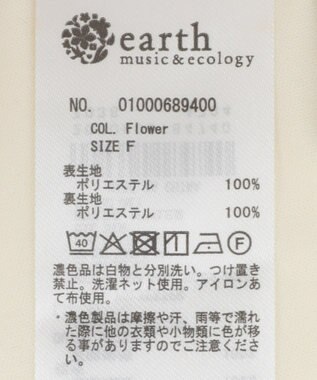 earth
music&ecology
NO. 01000689400
COL. Flower
SIZE F
表生地
ポリエステル 100%
裏生地
ポリエステル 100%
40 F
濃色品は白物と分別洗い。つけ置き
禁止。洗濯ネット使用。アイロンあ
て布使用。
・濃色製品は摩擦や汗、雨等で濡れ
た際に他の衣類や小物類に色が移
る事がありますのでご注意くださ
い。